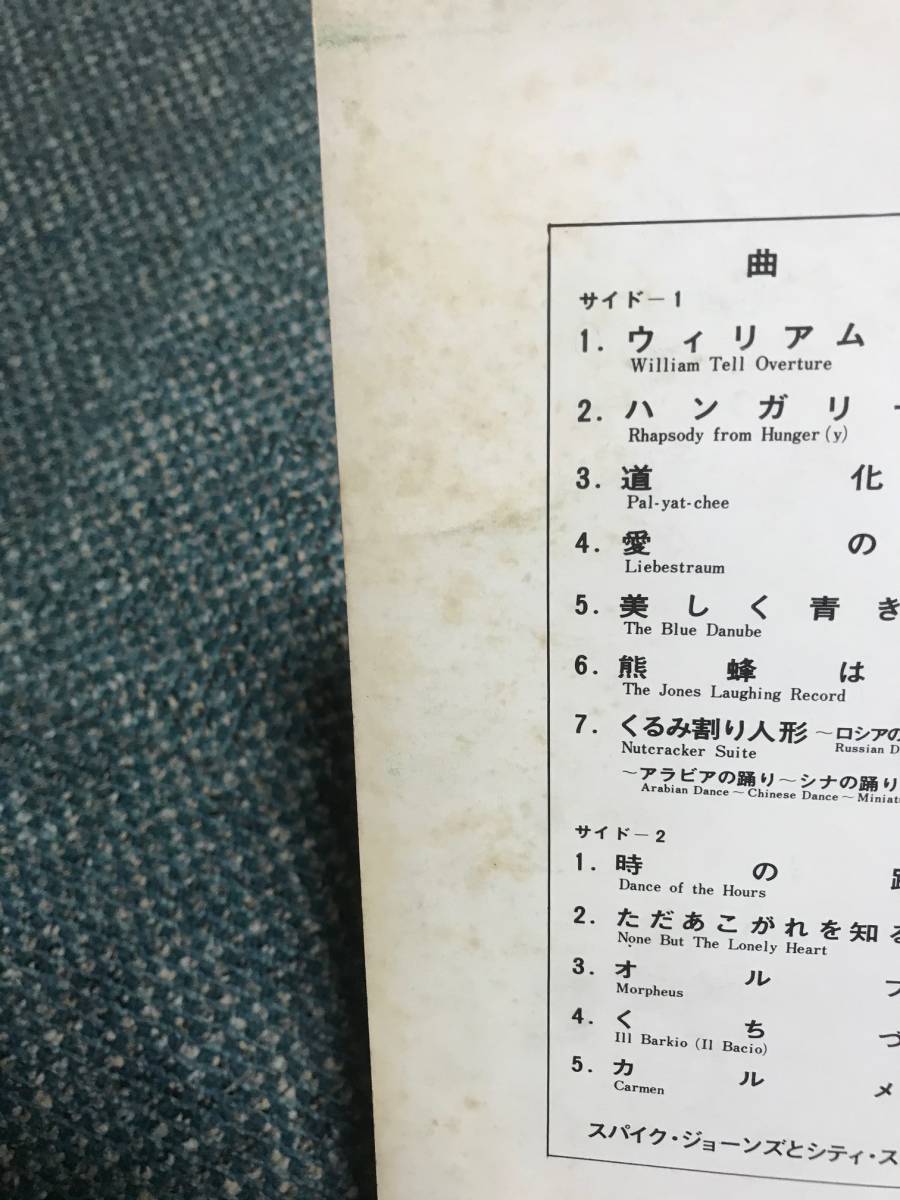 曲
サイド－1
1. ウィリアム
William Tell Overture
2. ハンガリ
Rhapsody from Hunger (y)
3. 道化
Pal-yat-chee
4. 愛の
Liebestraum
5. 美しく青き
The Blue Danube
6. 熊蜂は
The Jones Laughing Record
7. くるみ割り人形～ロシアの
Nutcracker Suite Russian D
～アラビアの踊り～シナの踊り
Arabian Dance～Chinese Dance～Miniat
サイド－2
1. 時の
Dance of the Hours
2. ただあこがれを知る
None But The Lonely Heart
3. オルフ
Morpheus
4. くちづ
Ill Barkio (Il Bacio)
5. カルメ
Carmen
スパイク・ジョーンズとシティ・ス